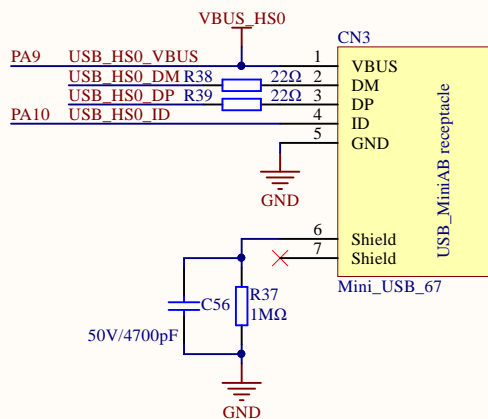 VBUS_HS0
CN3
PA9 USB_HS0_VBUS 1 VBUS
USB_HS0_DM R38 22Ω 2 DM
USB_HS0_DP R39 22Ω 3 DP
PA10 USB_HS0_ID 4 ID
5 GND
GND
USB_MiniAB receptacle
6 Shield
7 Shield
Mini_USB_67
C56 R37
1MΩ
50V/4700pF
GND